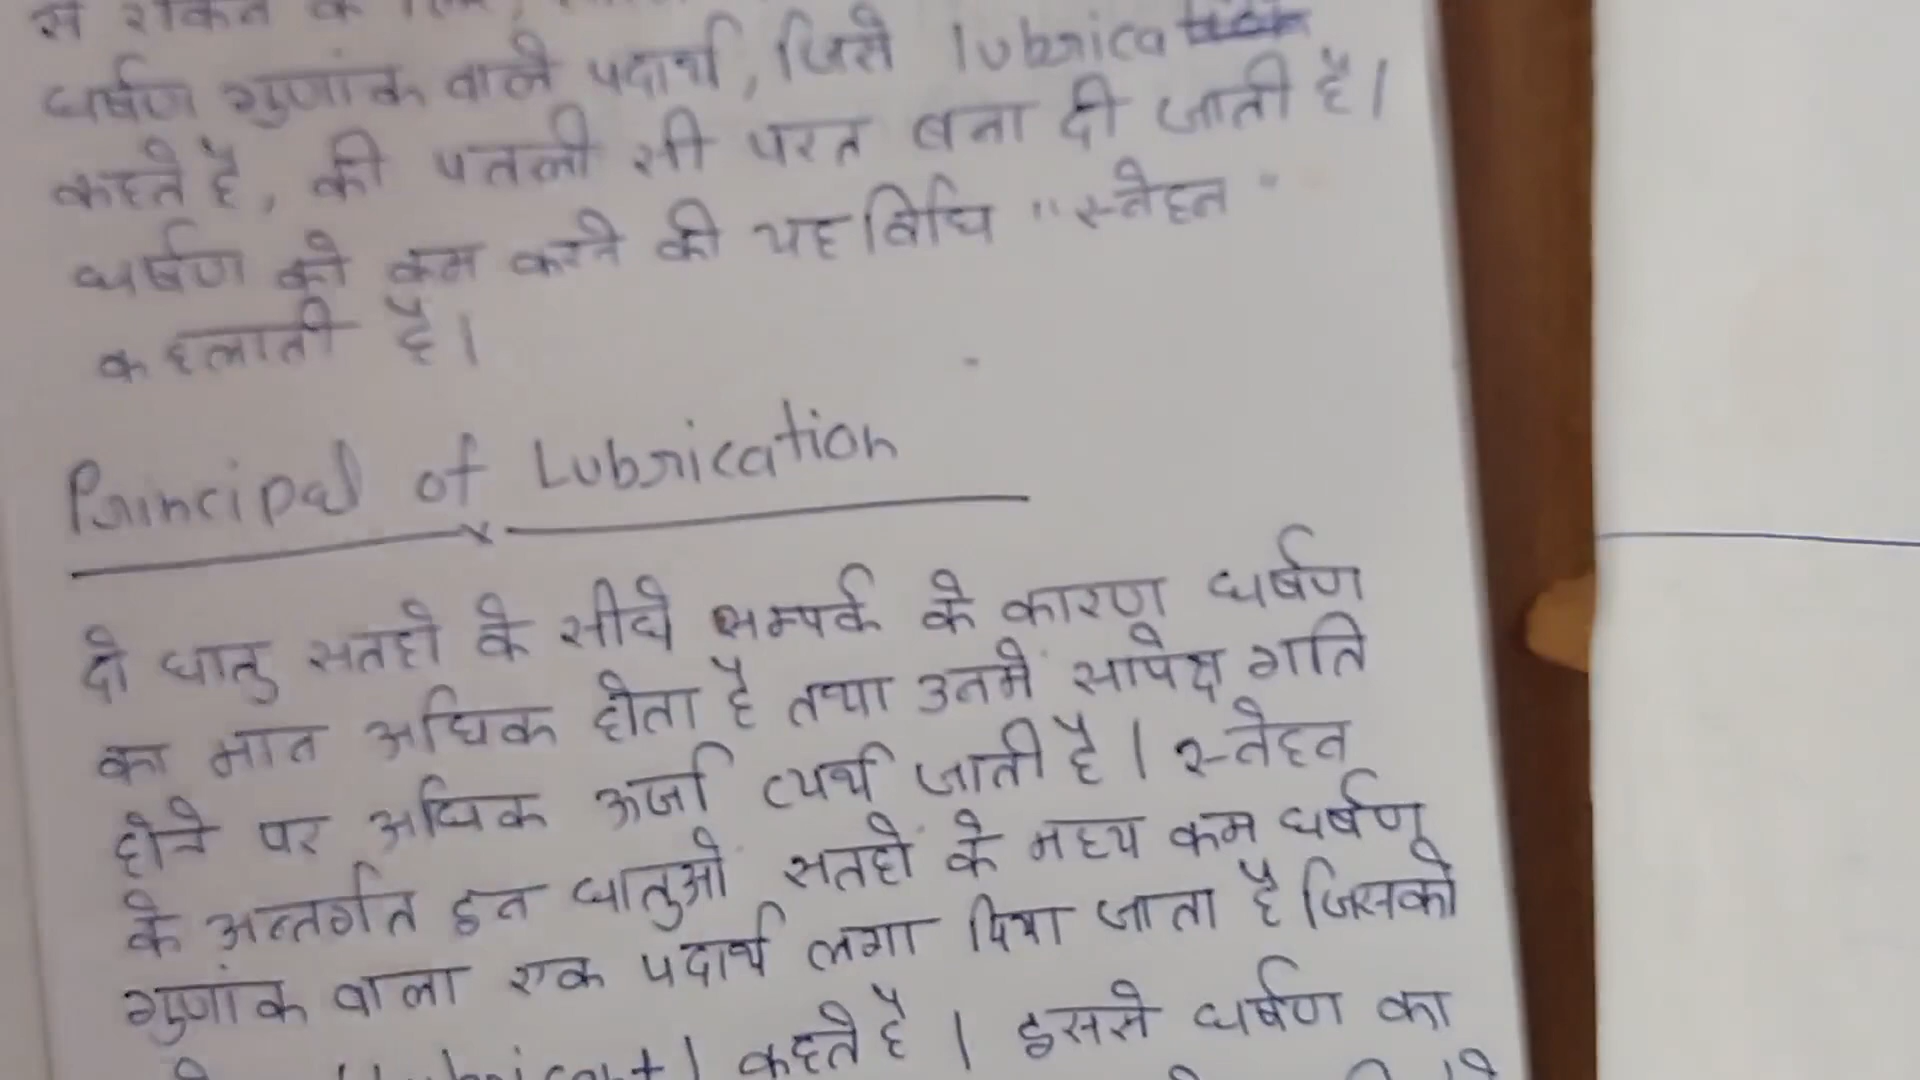 से रोकने के लिए,
घर्षण गुणांक वाले पदार्थ, जिसे lubrica
कहते है, की पतली सी परत बना दी जाती है।
घर्षण को कम करने की यह विधि "स्नेहन"
कहलाती है।
Principal of Lubrication
दो धातु सतहो के सीधे सम्पर्क के कारण घर्षण
का मान अधिक होता है तथा उनमें सापेक्ष गति
होने पर अधिक ऊर्जा व्यर्थ जाती है। स्नेहन
के अन्तर्गत इन धातुओं सतहों के मध्य कम घर्षण
गुणांक वाला एक पदार्थ लगा दिया जाता है जिसको
कहते है। इससे घर्षण का